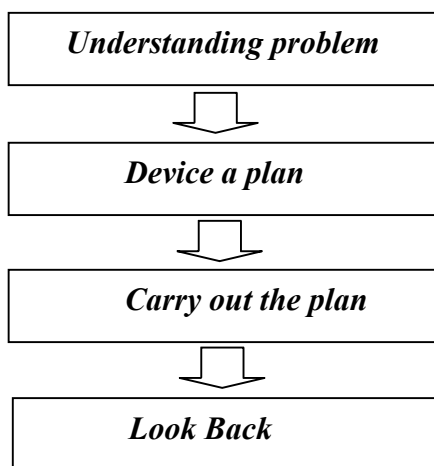 Understanding problem
Device a plan
Carry out the plan
Look Back